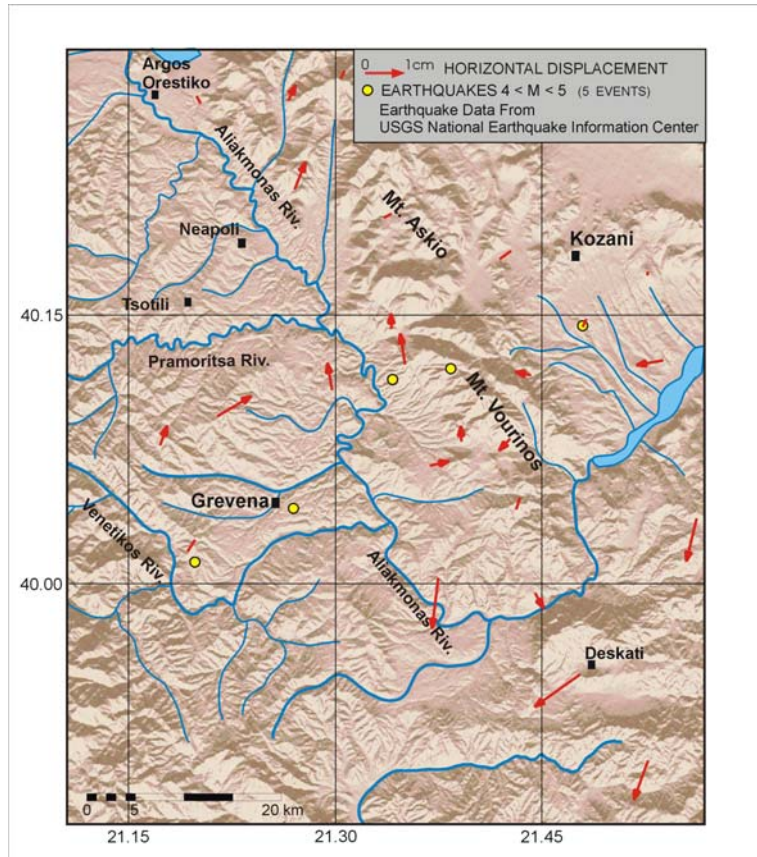 0 1cm HORIZONTAL DISPLACEMENT
EARTHQUAKES 4 < M < 5 (5 EVENTS)
Earthquake Data From
USGS National Earthquake Information Center
Argos
Orestiko
Aliakmonas Riv.
Neapoli
Mt. Askio
Kozani
Tsotili
40.15
Pramoritsa Riv.
Mt. Vourinos
Grevena
Venetikos Riv.
40.00
Aliakmonas Riv.
Deskati
0 5 20 km
21.15 21.30 21.45